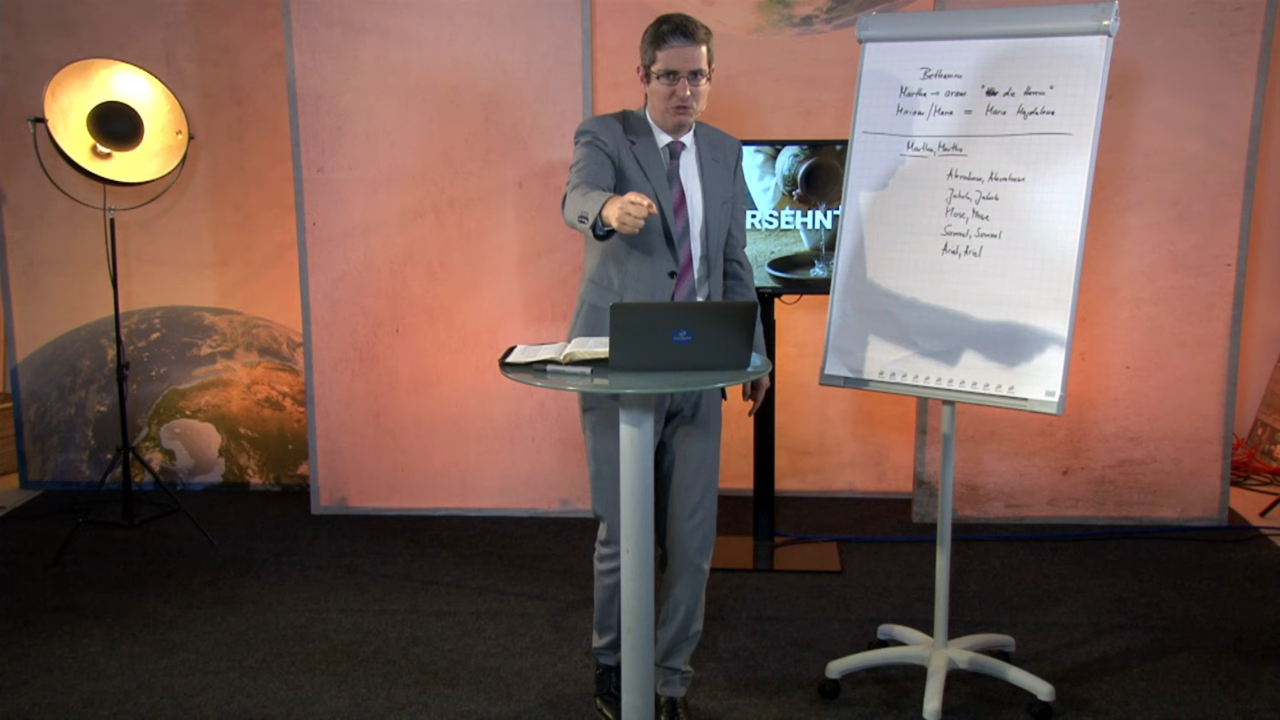 Bethanien
Martha → aram. "die Herrin"
Miriam/Maria = Maria Magdalena
Martha, Martha
Abraham, Abraham
Jakob, Jakob
Mose, Mose
Samuel, Samuel
Ariel, Ariel
RSEHNT